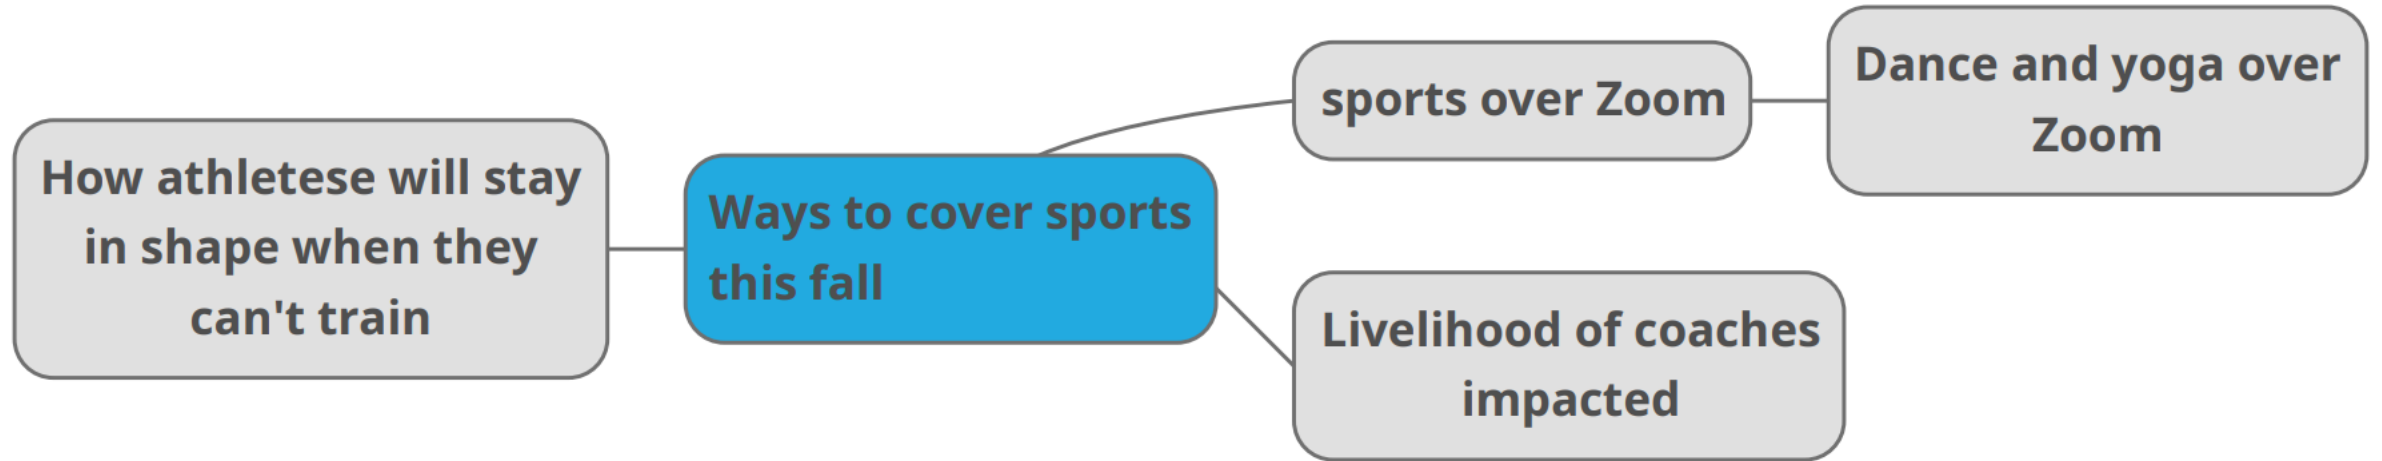 How athletese will stay
in shape when they
can't train
Ways to cover sports
this fall
sports over Zoom
Dance and yoga over
Zoom
Livelihood of coaches
impacted